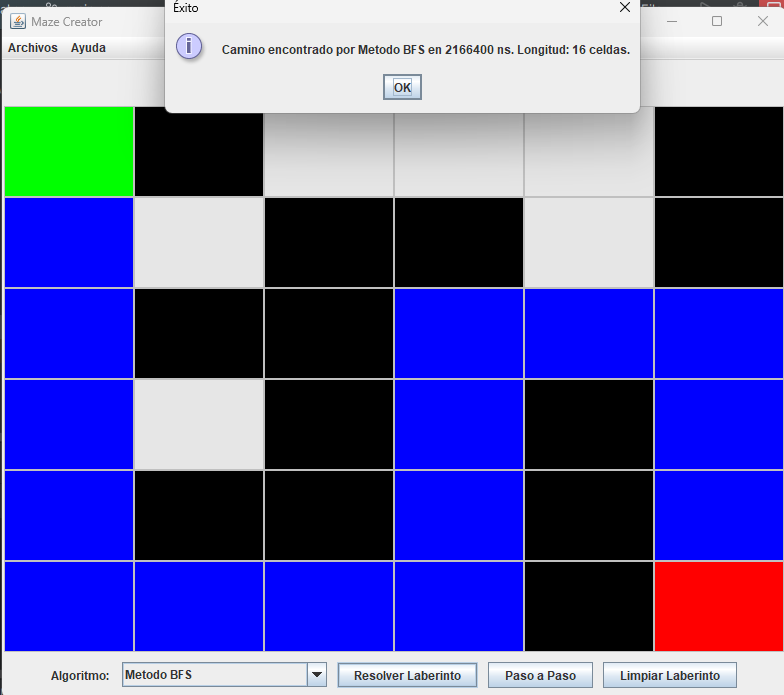 Éxito
Maze Creator
Archivos Ayuda
Camino encontrado por Metodo BFS en 2166400 ns. Longitud: 16 celdas.
OK
Algoritmo: Metodo BFS Resolver Laberinto Paso a Paso Limpiar Laberinto